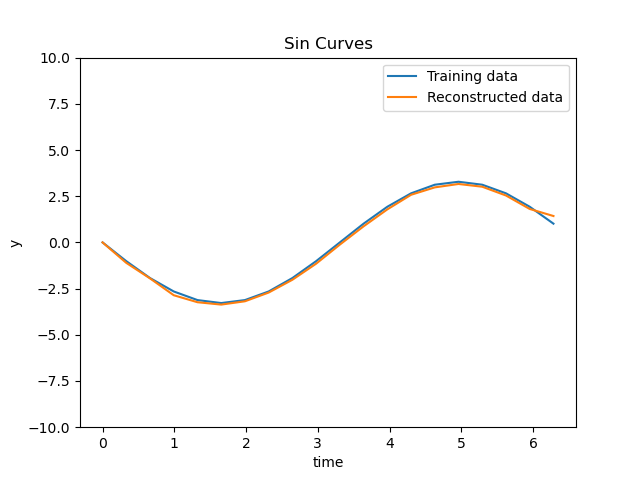 Sin Curves
Training data
Reconstructed data
10.0
7.5
5.0
2.5
0.0
−2.5
−5.0
−7.5
−10.0
y
0 1 2 3 4 5 6
time